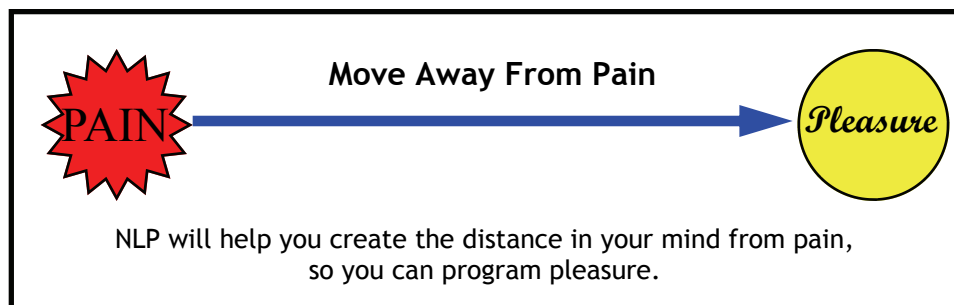 Move Away From Pain
PAIN
Pleasure
NLP will help you create the distance in your mind from pain,
so you can program pleasure.